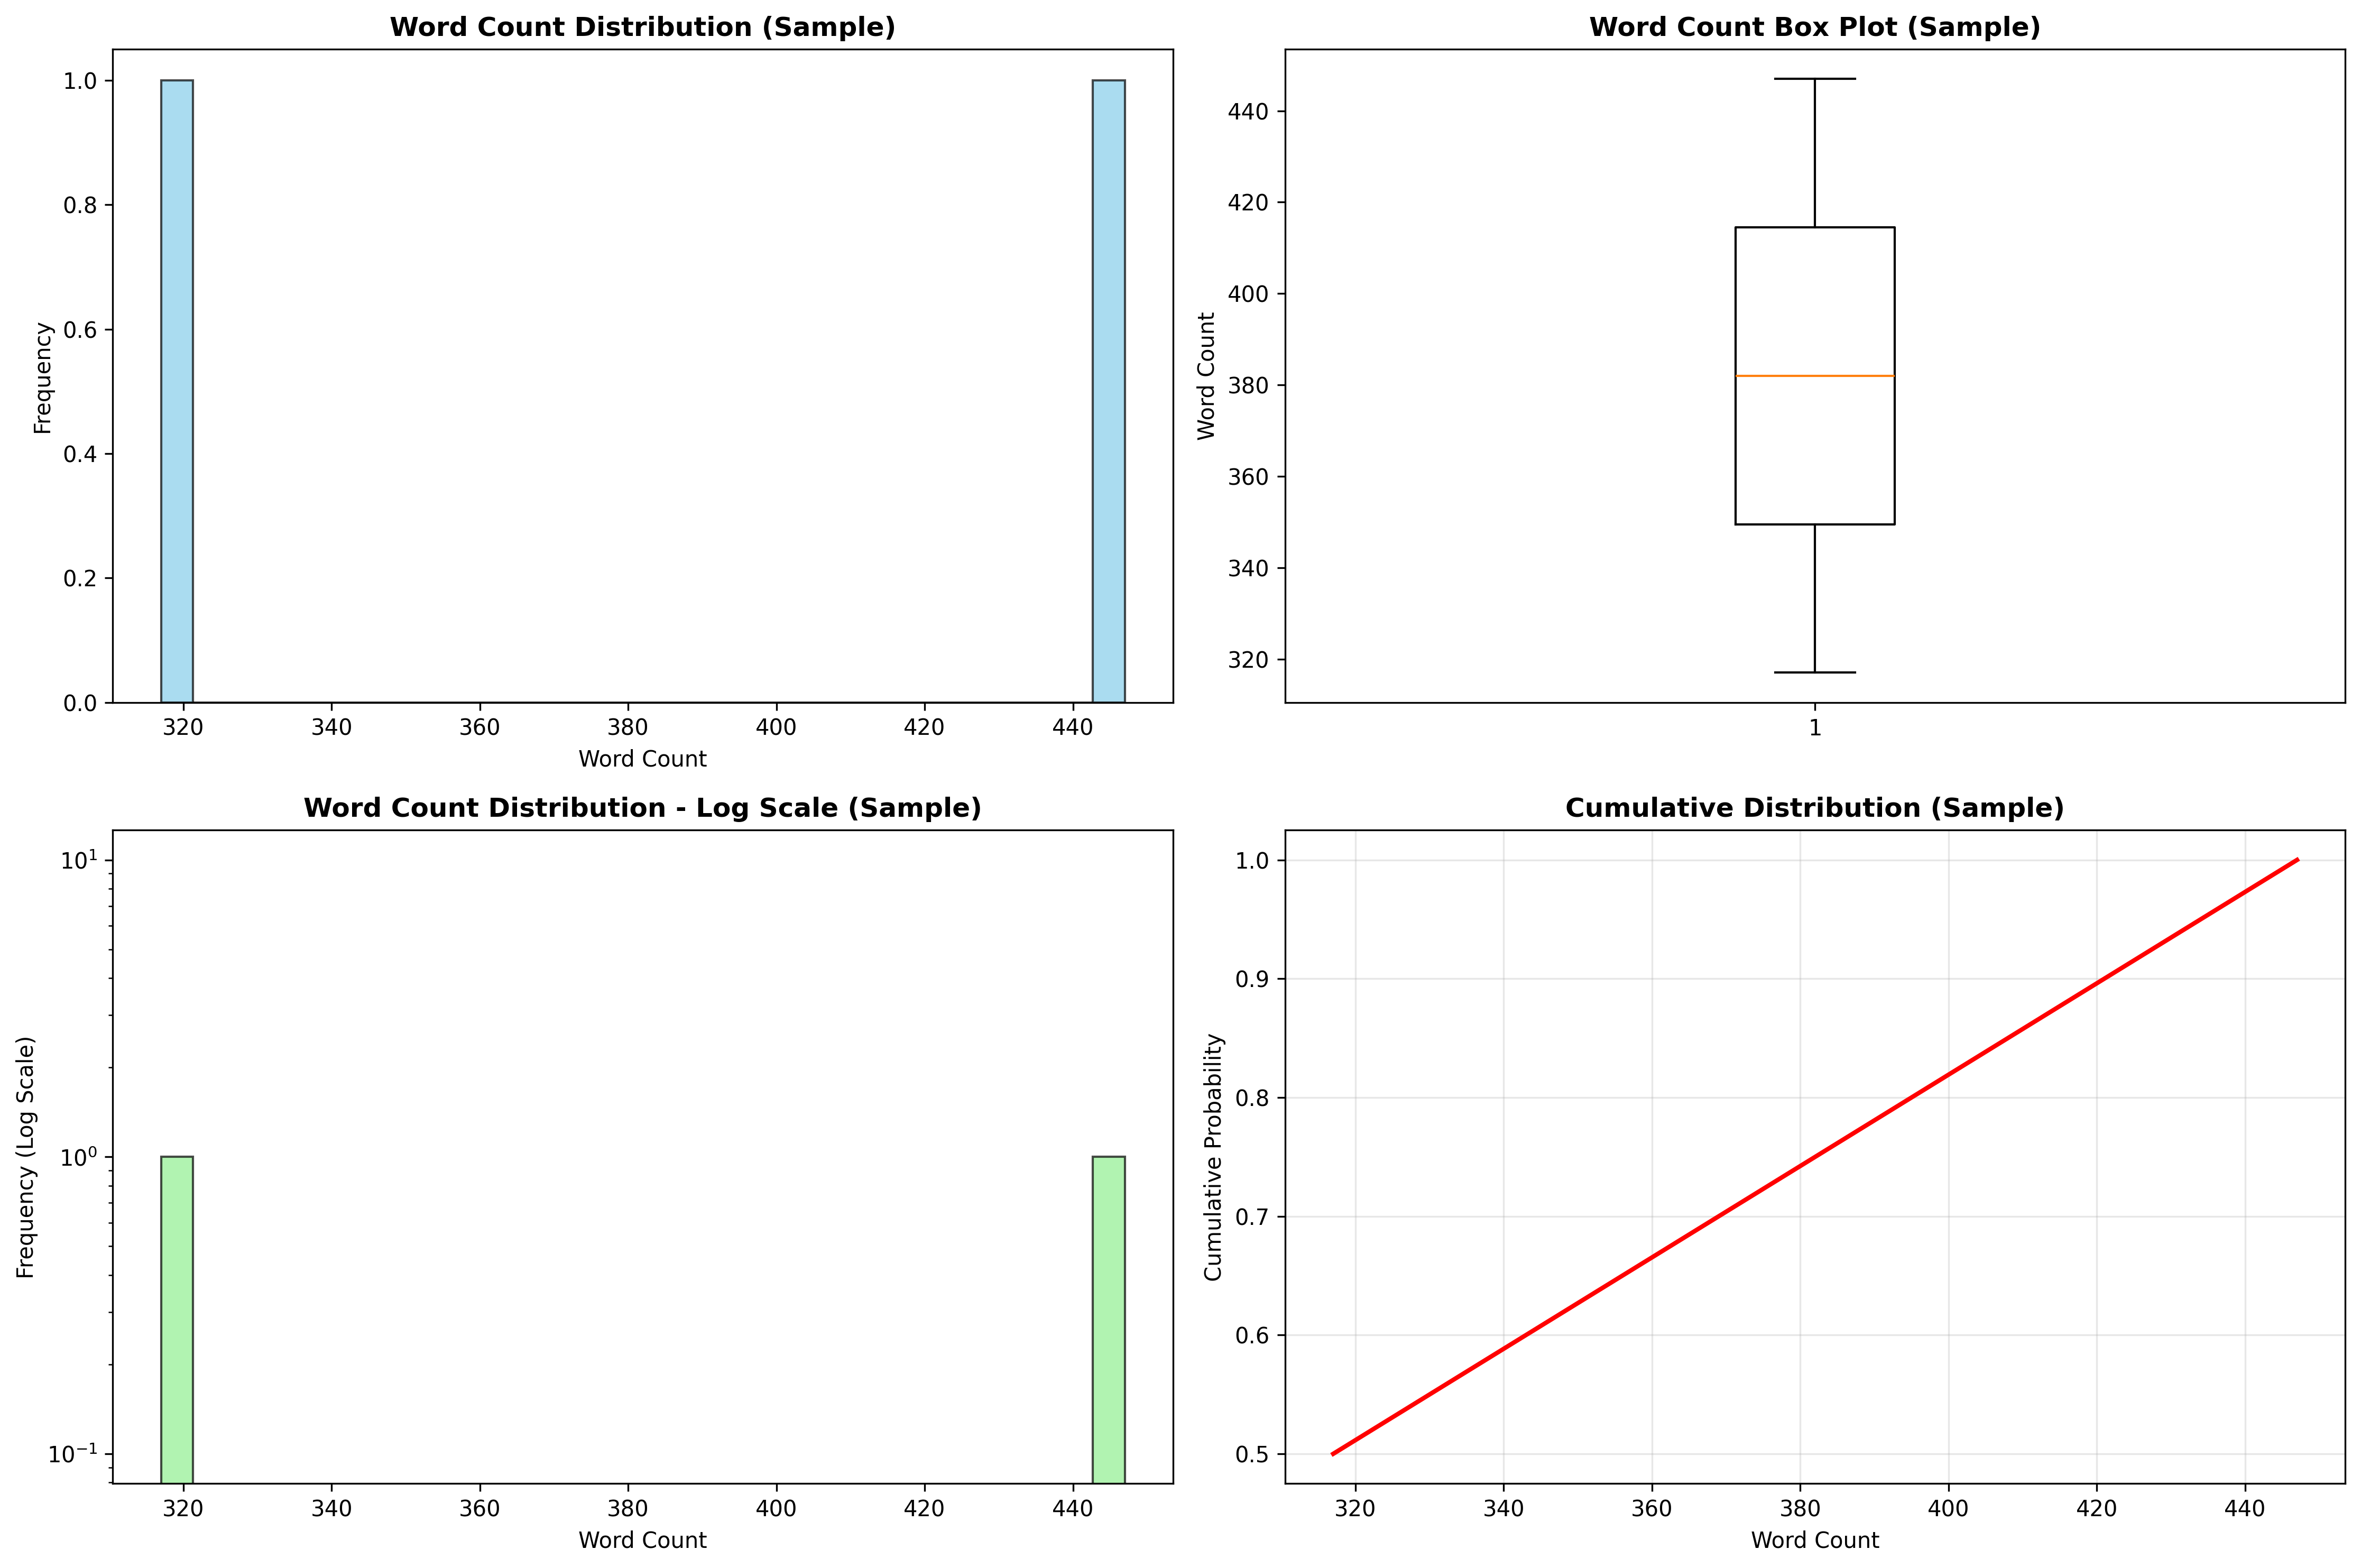 Word Count Distribution (Sample)
1.0
0.8
0.6
0.4
0.2
0.0
Frequency
320 340 360 380 400 420 440
Word Count
Word Count Box Plot (Sample)
440
420
400
380
360
340
320
Word Count
1
Word Count Distribution - Log Scale (Sample)
10¹
10⁰
10⁻¹
Frequency (Log Scale)
320 340 360 380 400 420 440
Word Count
Cumulative Distribution (Sample)
1.0
0.9
0.8
0.7
0.6
0.5
Cumulative Probability
320 340 360 380 400 420 440
Word Count